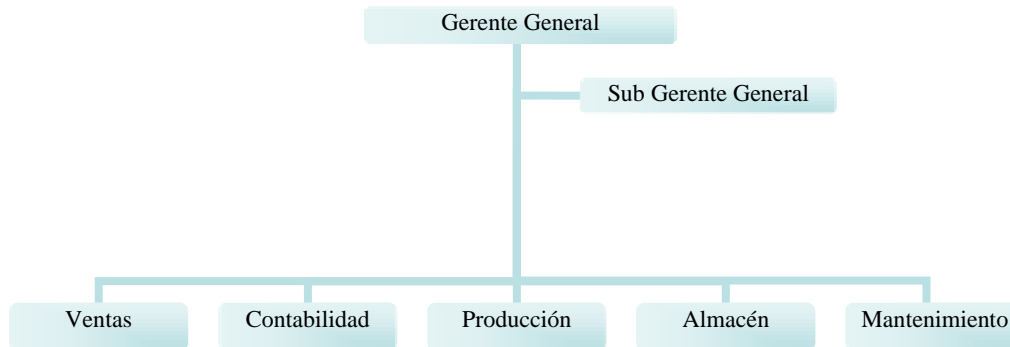 Gerente General
Sub Gerente General
Ventas
Contabilidad
Producción
Almacén
Mantenimiento